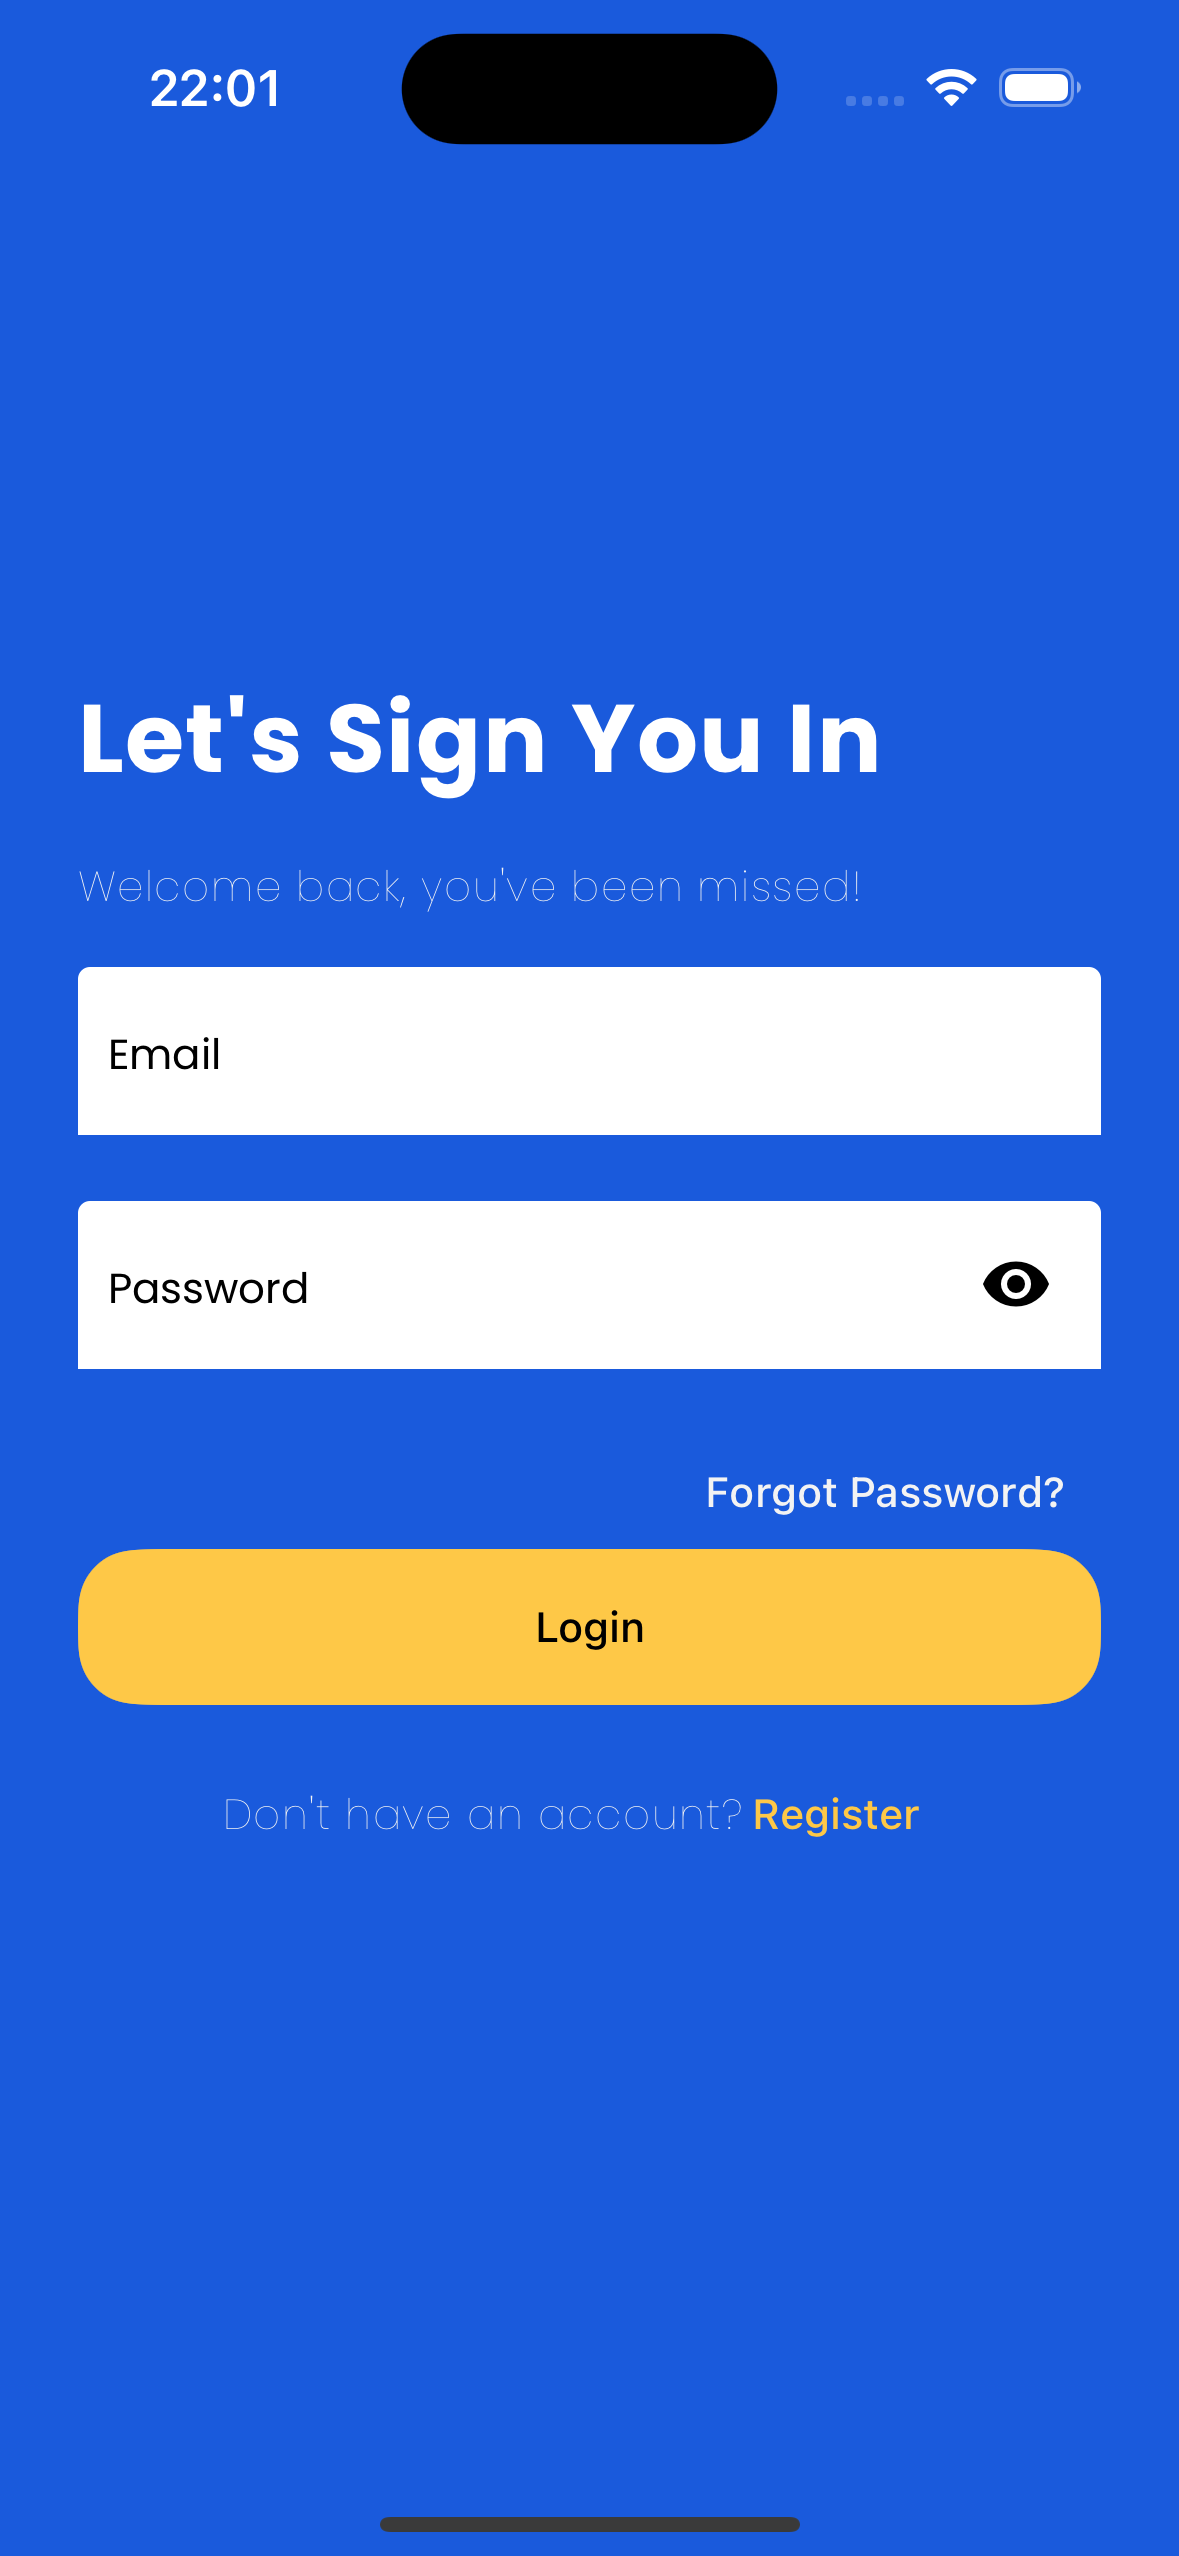 22:01
Let's Sign You In
Welcome back, you've been missed!
Email
Password
Forgot Password?
Login
Don't have an account? Register